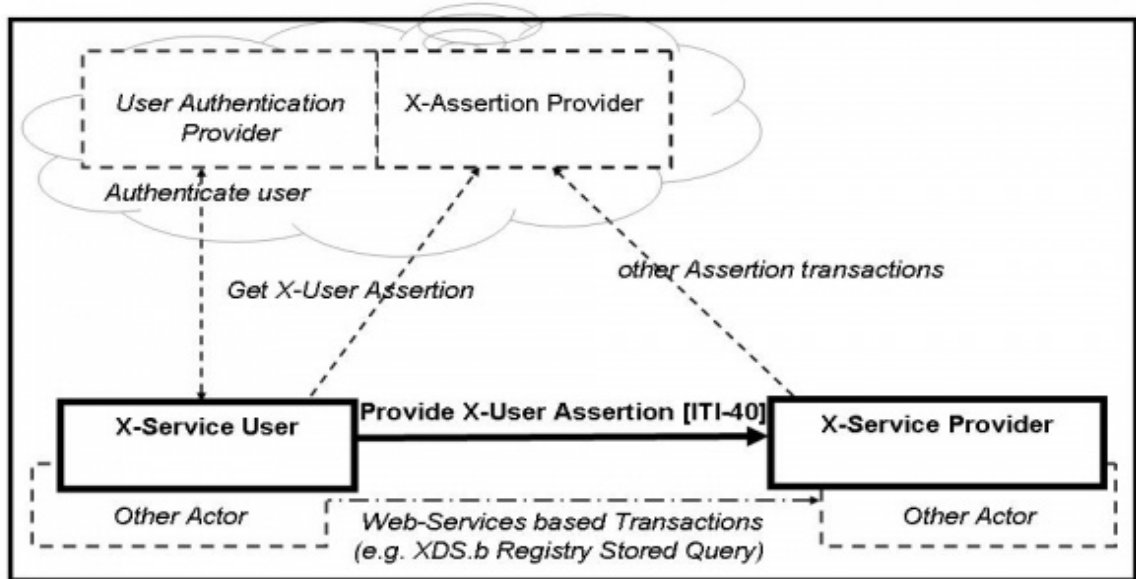 User Authentication
Provider
X-Assertion Provider
Authenticate user
Get X-User Assertion
other Assertion transactions
Provide X-User Assertion [ITI-40]
X-Service User
X-Service Provider
Other Actor
Web-Services based Transactions
(e.g. XDS.b Registry Stored Query)
Other Actor